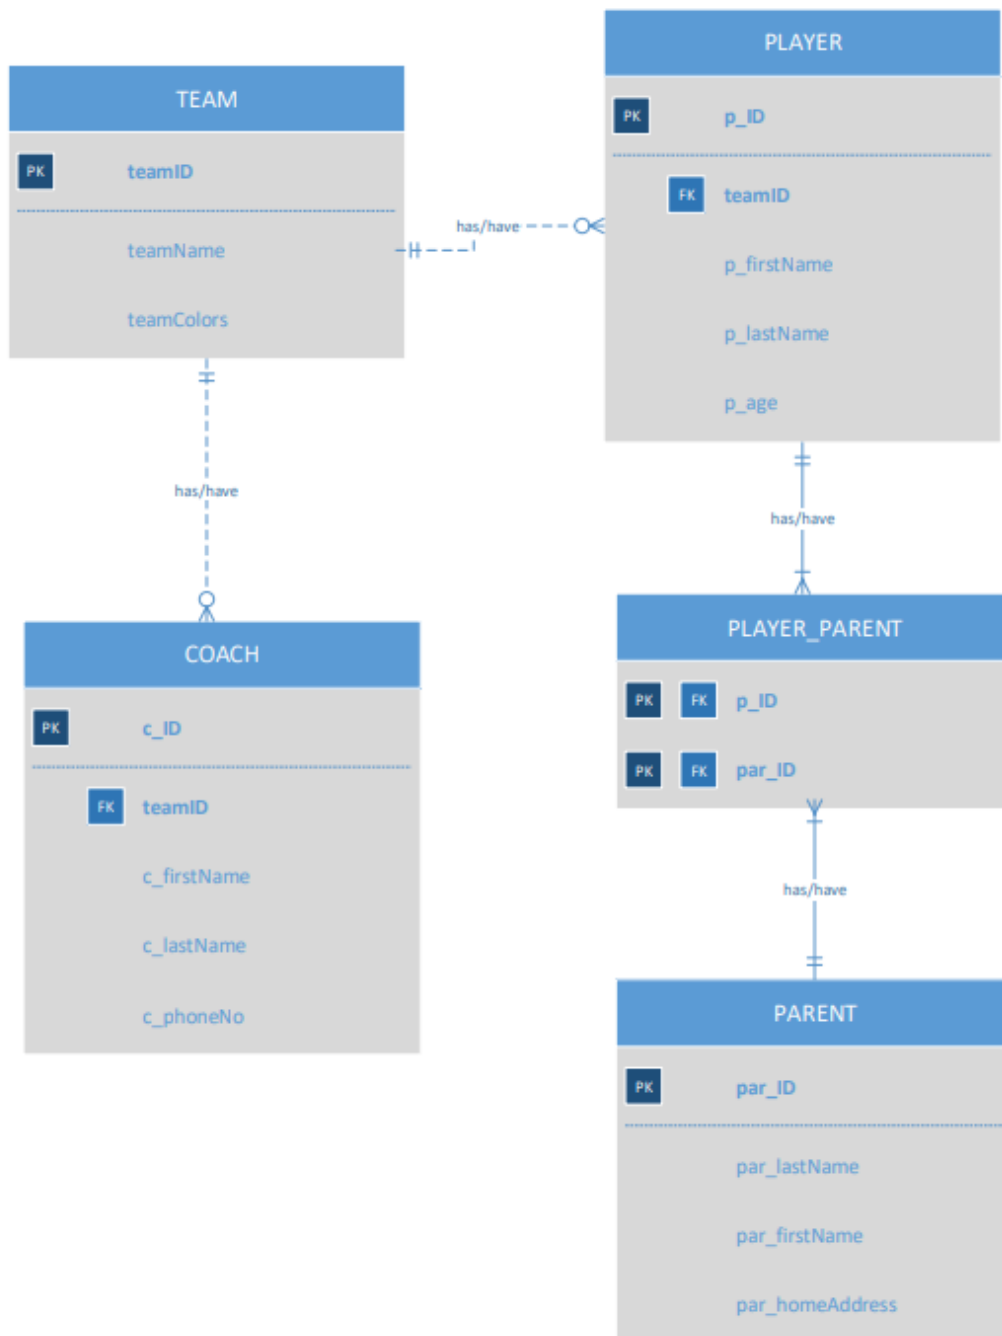 TEAM
PK teamID
teamName
teamColors
has/have
PLAYER
PK p_ID
FK teamID
p_firstName
p_lastName
p_age
has/have
COACH
PK c_ID
FK teamID
c_firstName
c_lastName
c_phoneNo
has/have
PLAYER_PARENT
PK FK p_ID
PK FK par_ID
has/have
PARENT
PK par_ID
par_lastName
par_firstName
par_homeAddress